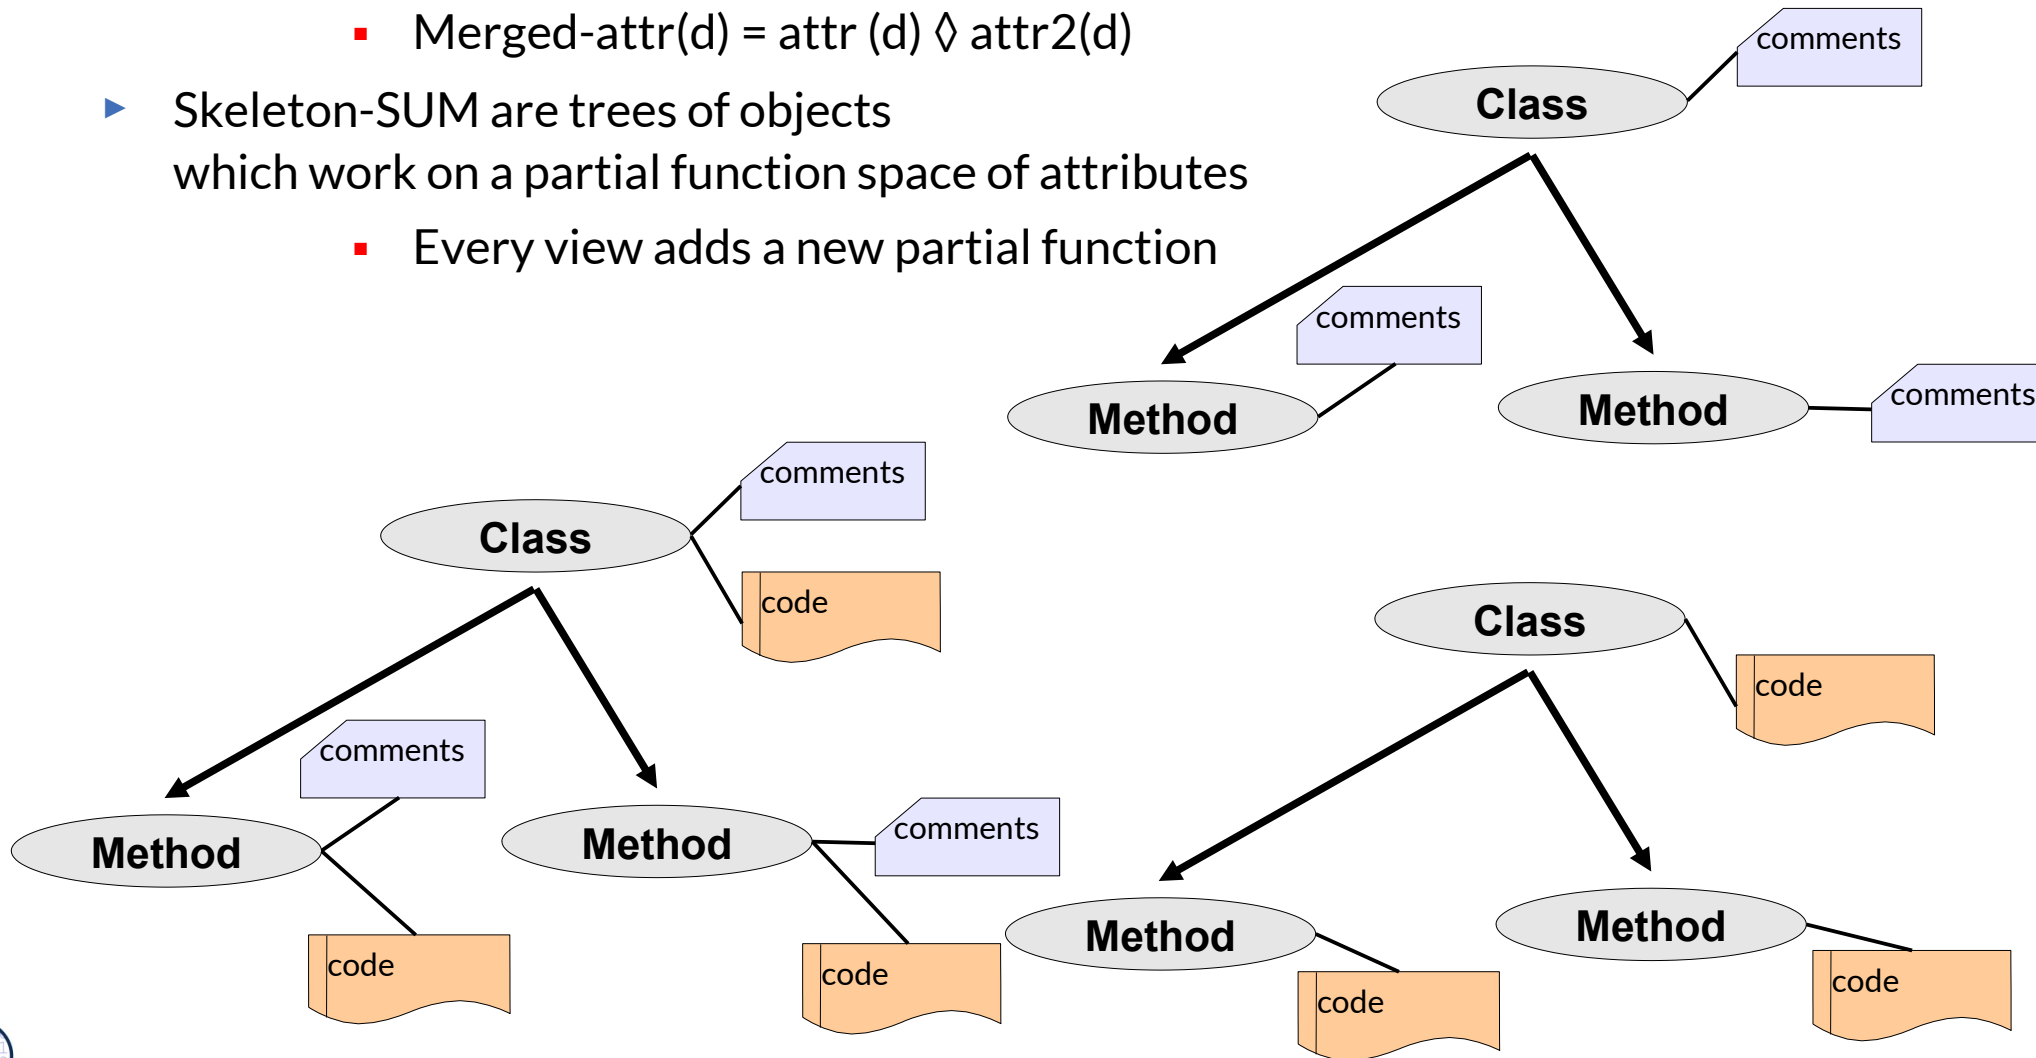 Merged-attr(d) = attr (d) ◊ attr2(d)
Skeleton-SUM are trees of objects
which work on a partial function space of attributes
Every view adds a new partial function
comments
Class
comments
Method
Method
comments
comments
Class
code
comments
Method
Method
comments
code
code
Class
code
Method
Method
code
code